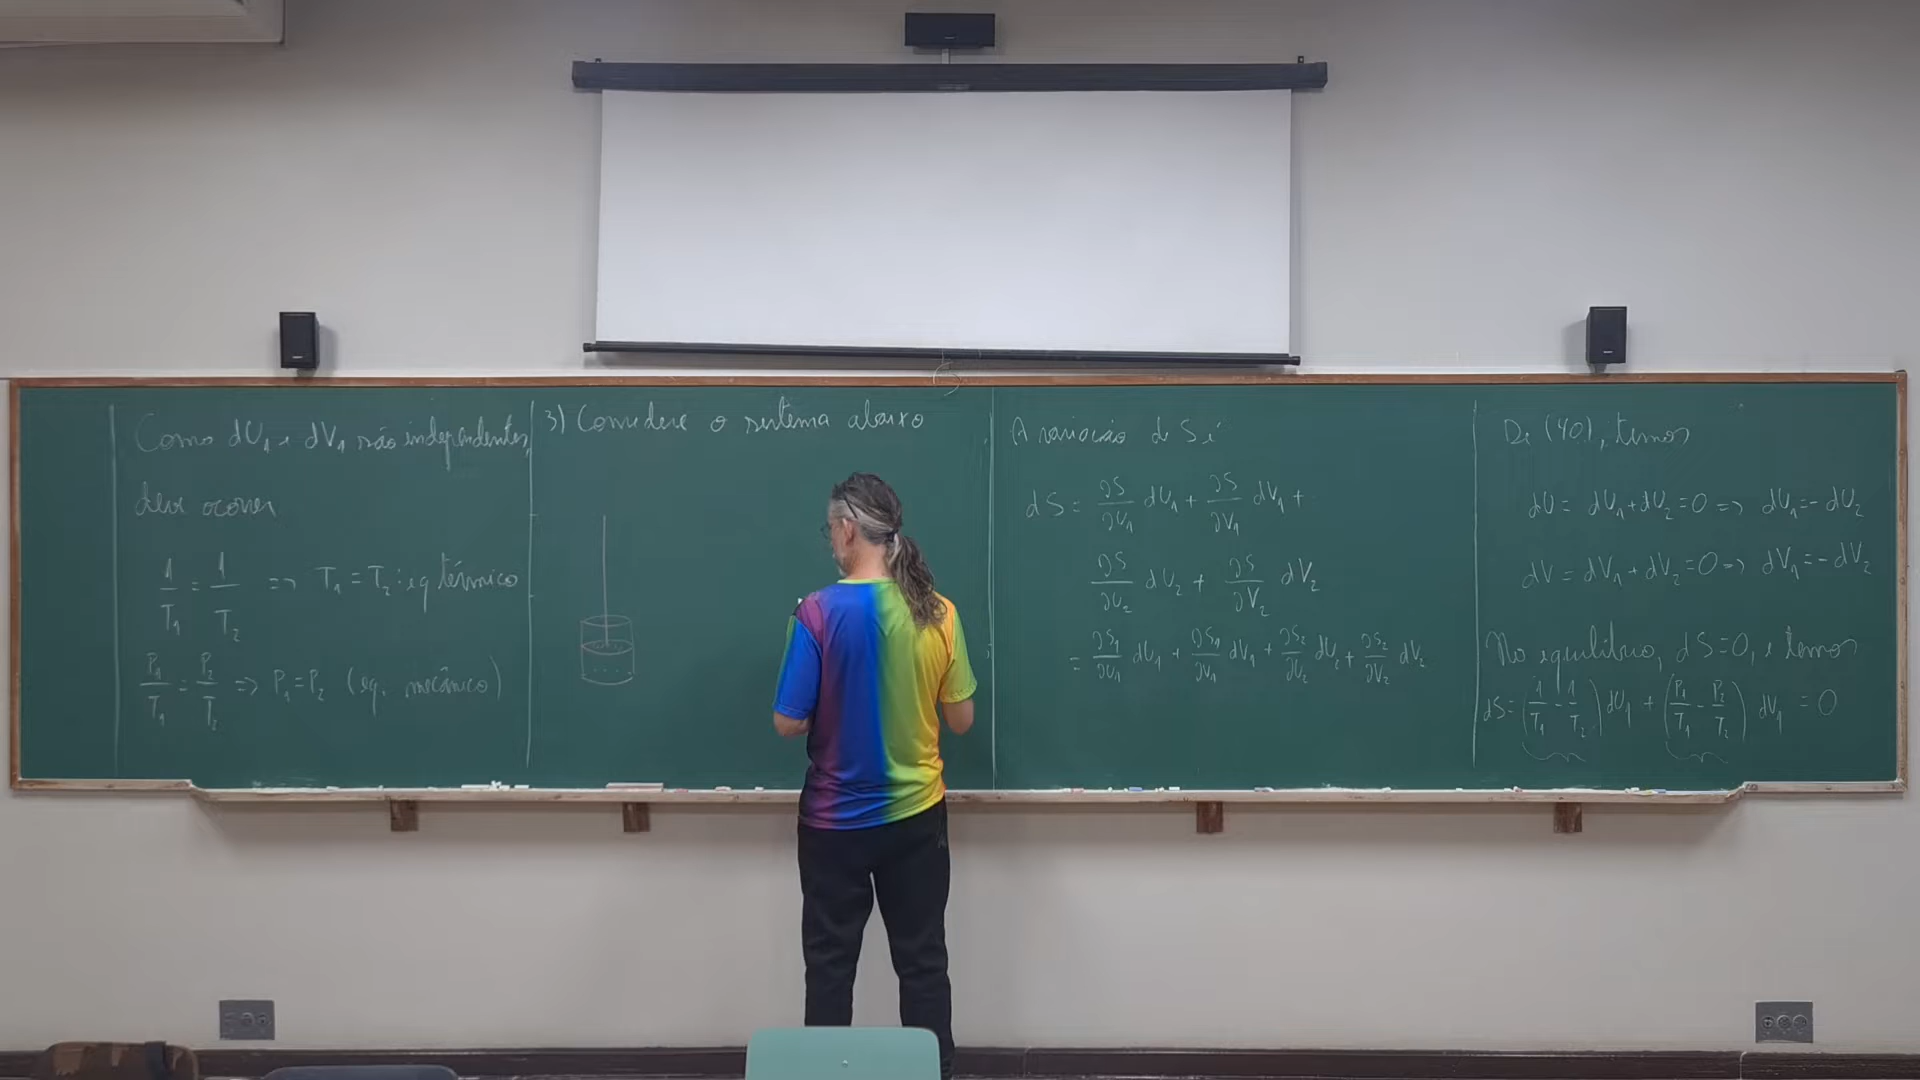 Como dU₁ e dV₁ são independentes,
deve ocorrer
1/T₁ = 1/T₂ => T₁ = T₂ : eq térmico
P₁/T₁ = P₂/T₂ => P₁ = P₂ (eq. mecânico)
3) Considere o sistema abaixo
A variação de S é
dS = ∂S/∂U₁ dU₁ + ∂S/∂V₁ dV₁ +
∂S/∂U₂ dU₂ + ∂S/∂V₂ dV₂
= ∂S₁/∂U₁ dU₁ + ∂S₁/∂V₁ dV₁ + ∂S₂/∂U₂ dU₂ + ∂S₂/∂V₂ dV₂
De (40), temos
dU = dU₁ + dU₂ = 0 => dU₁ = - dU₂
dV = dV₁ + dV₂ = 0 => dV₁ = - dV₂
No equilíbrio, dS = 0, e temos
dS = (1/T₁ - 1/T₂) dU₁ + (P₁/T₁ - P₂/T₂) dV₁ = 0